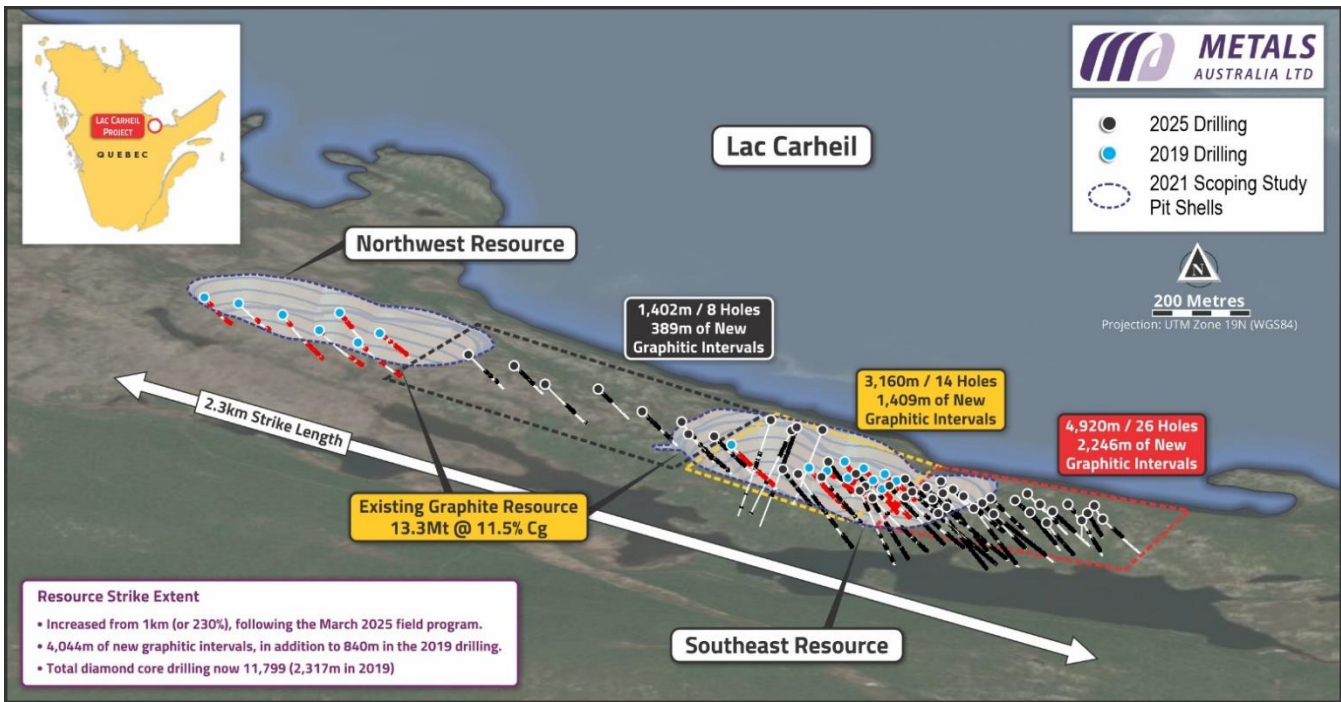 LAC CARHEIL
PROJECT
QUEBEC
METALS
AUSTRALIA LTD
2025 Drilling
2019 Drilling
2021 Scoping Study
Pit Shells
N
200 Metres
Projection: UTM Zone 19N (WGS84)
Lac Carheil
Northwest Resource
1,402m / 8 Holes
389m of New
Graphitic Intervals
3,160m / 14 Holes
1,409m of New
Graphitic Intervals
4,920m / 26 Holes
2,246m of New
Graphitic Intervals
2.3km Strike Length
Existing Graphite Resource
13.3Mt @ 11.5% Cg
Southeast Resource
Resource Strike Extent
• Increased from 1km (or 230%), following the March 2025 field program.
• 4,044m of new graphitic intervals, in addition to 840m in the 2019 drilling.
• Total diamond core drilling now 11,799 (2,317m in 2019)